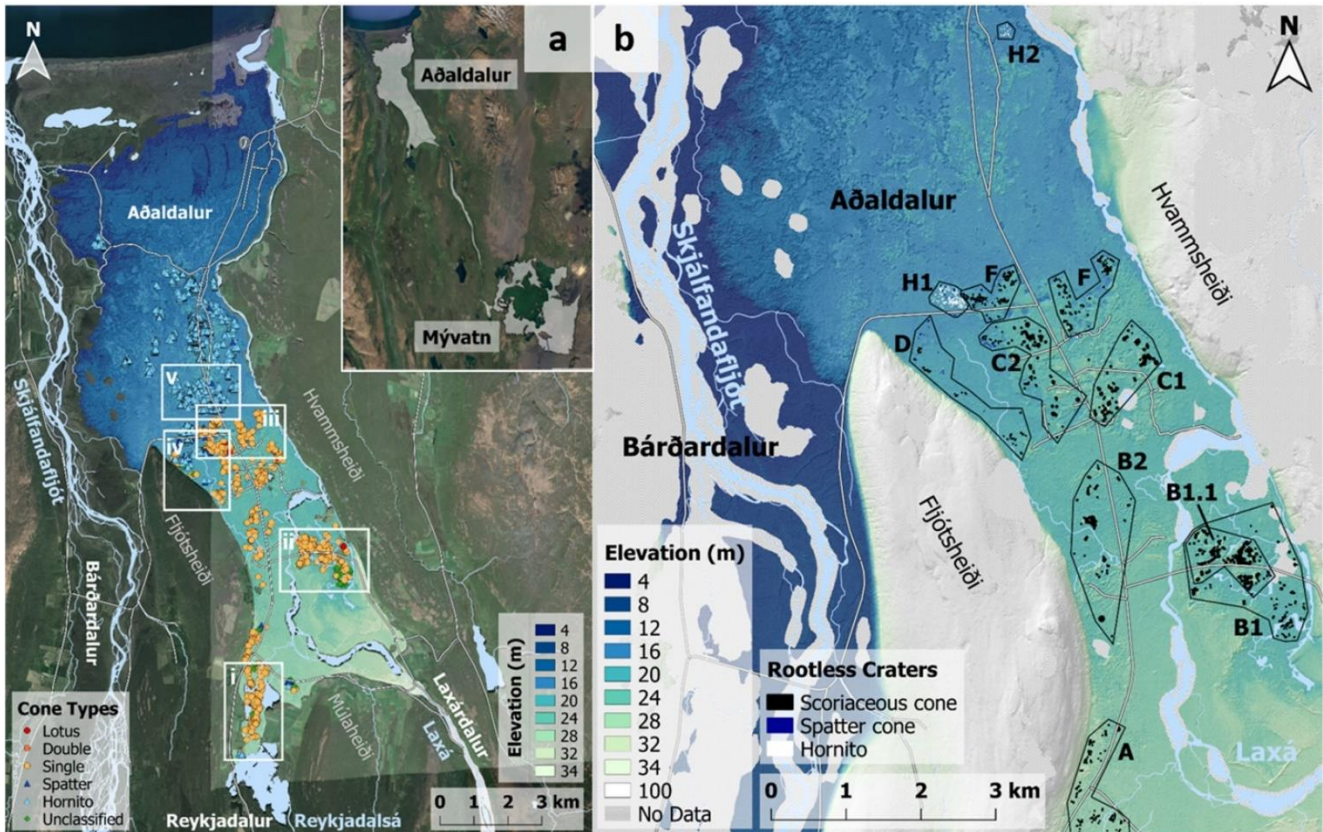 N
a
Aðaldalur
Mývatn
Aðaldalur
v
iii
iv
ii
i
Skjálfandafljót
Bárðardalur
Fljótsheiði
Hvammsheiði
Múlaheiði
Laxárdalur
Laxá
Reykjadalur
Reykjadalsá
Cone Types
Lotus
Double
Single
Spatter
Hornito
Unclassified
Elevation (m)
4
8
12
16
20
24
28
32
34
0 1 2 3 km
b
N
H2
Aðaldalur
Hvammsheiði
Skjálfandafljót
H1
F
F
D
C2
C1
Bárðardalur
B2
B1.1
B1
Fljótsheiði
A
Laxá
Elevation (m)
4
8
12
16
20
24
28
32
34
100
No Data
Rootless Craters
Scoriaceous cone
Spatter cone
Hornito
0 1 2 3 km